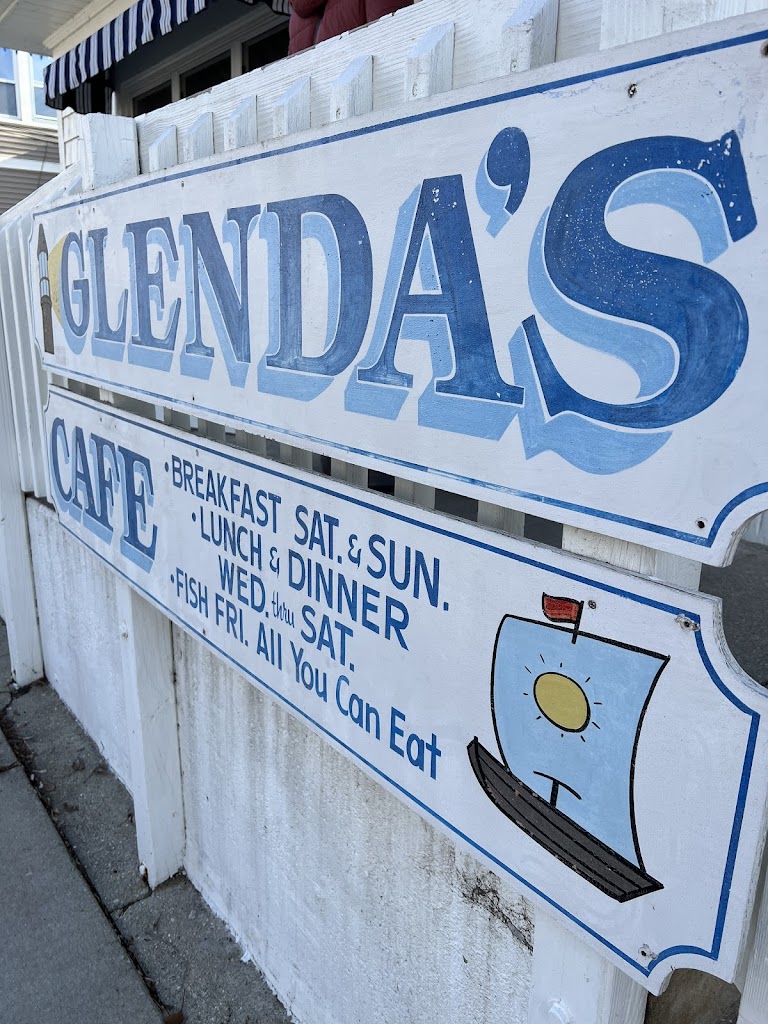 GLENDA'S
CAFE
·BREAKFAST SAT. & SUN.
·LUNCH & DINNER
WED. thru SAT.
·FISH FRI. All You Can Eat